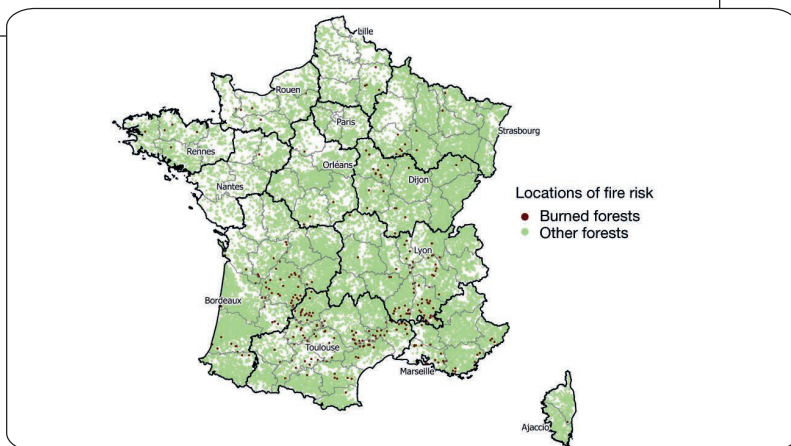 Lille
Rouen
Paris
Strasbourg
Rennes
Orléans
Nantes
Dijon
Locations of fire risk
Burned forests
Other forests
Lyon
Bordeaux
Toulouse
Marseille
Ajaccio